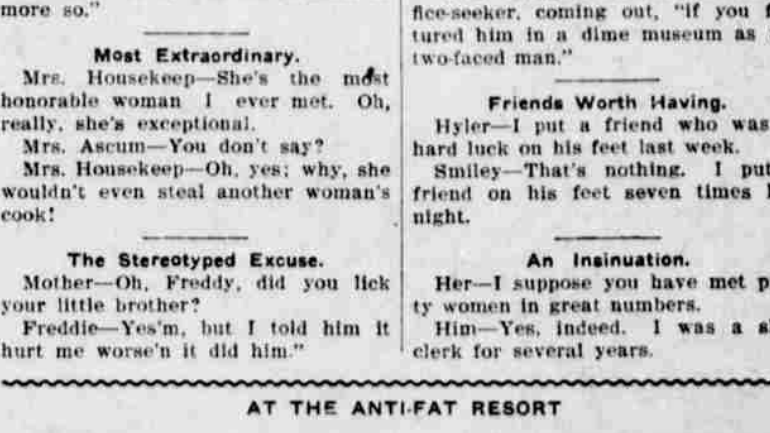 more so."
Most Extraordinary.
Mrs. Housekeep—She's the most
honorable woman I ever met. Oh,
really, she's exceptional.
Mrs. Ascum—You don't say?
Mrs. Housekeep—Oh, yes; why, she
wouldn't even steal another woman's
cook!
The Stereotyped Excuse.
Mother—Oh, Freddy, did you lick
your little brother?
Freddie—Yes'm, but I told him it
hurt me worse'n it did him."
fice-seeker, coming out, "if you
tured him in a dime museum as
two-faced man."
Friends Worth Having.
Hyler—I put a friend who was
hard luck on his feet last week.
Smiley—That's nothing. I put
friend on his feet seven times
night.
An Insinuation.
Her—I suppose you have met
ty women in great numbers.
Him—Yes, indeed. I was a
clerk for several years.
AT THE ANTI-FAT RESORT